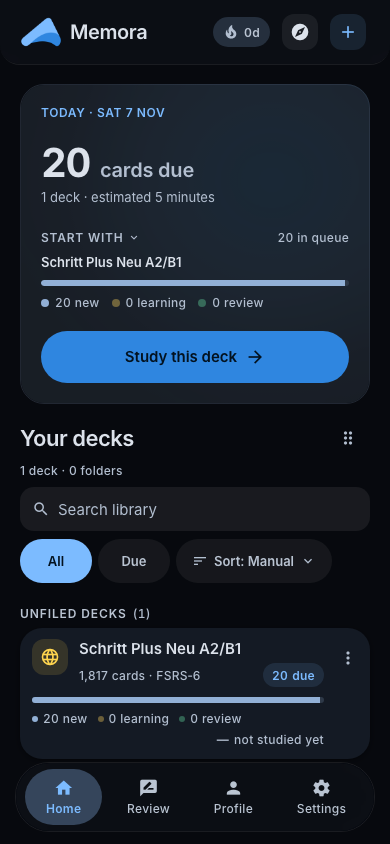 Memora
0d
TODAY · SAT 7 NOV
20 cards due
1 deck · estimated 5 minutes
START WITH
20 in queue
Schritt Plus Neu A2/B1
20 new 0 learning 0 review
Study this deck
Your decks
1 deck · 0 folders
Search library
All
Due
Sort: Manual
UNFILED DECKS (1)
Schritt Plus Neu A2/B1
1,817 cards · FSRS-6
20 due
20 new 0 learning 0 review
— not studied yet
Home
Review
Profile
Settings